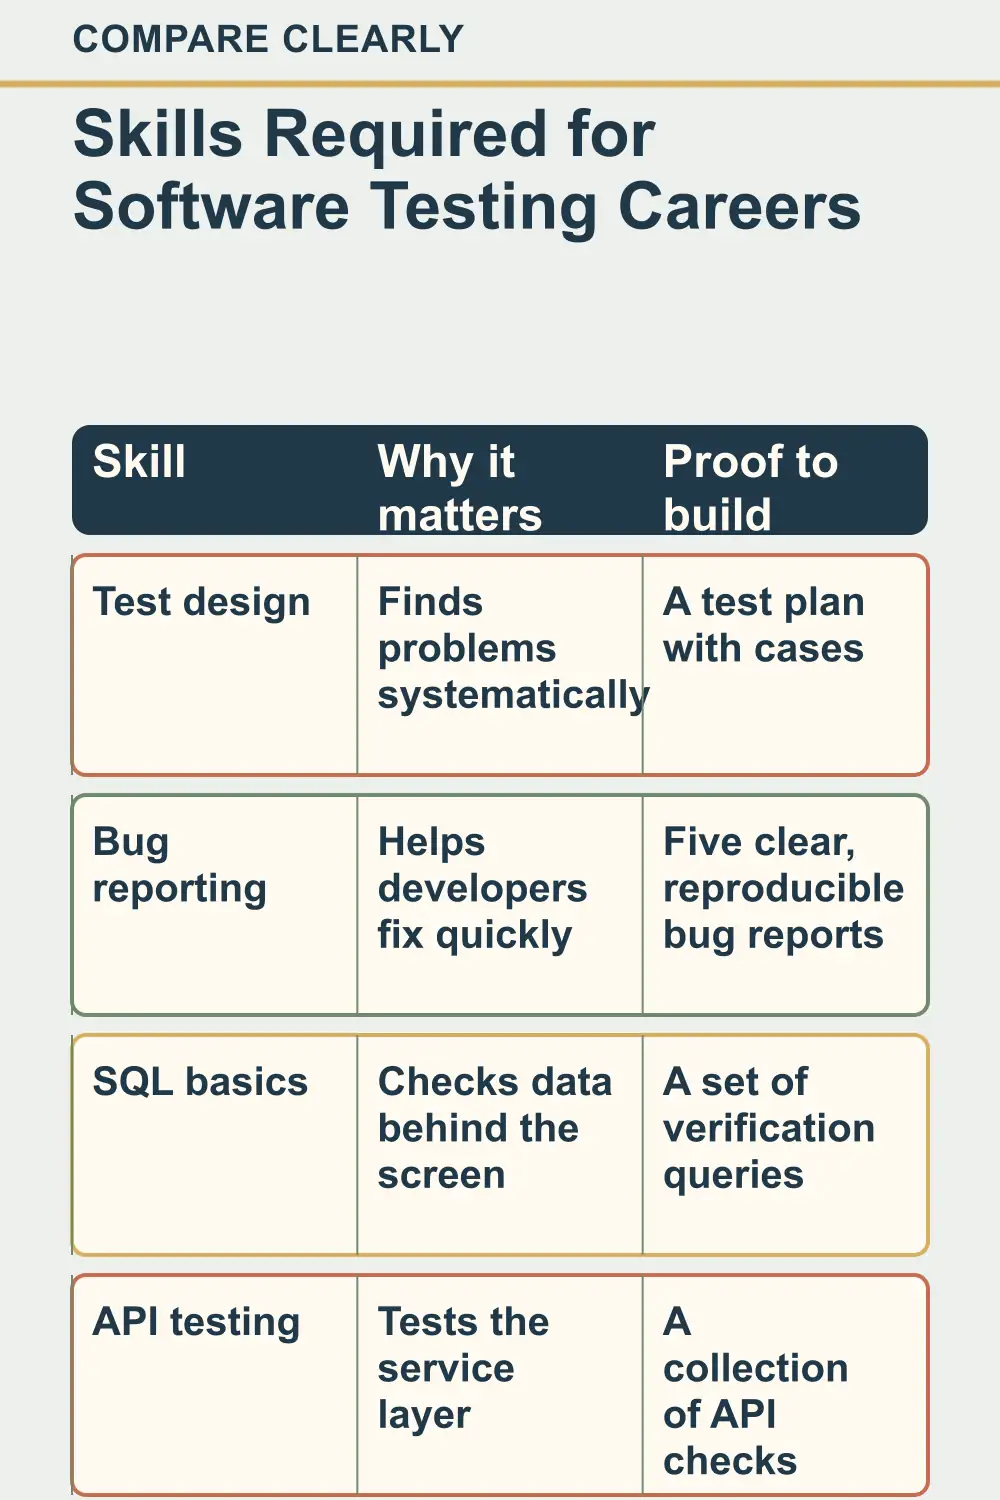 COMPARE CLEARLY
Skills Required for
Software Testing Careers
Skill
Why it
matters
Proof to
build
Test design
Finds
problems
systematically
A test plan
with cases
Bug
reporting
Helps
developers
fix quickly
Five clear,
reproducible
bug reports
SQL basics
Checks data
behind the
screen
A set of
verification
queries
API testing
Tests the
service
layer
A
collection
of API
checks